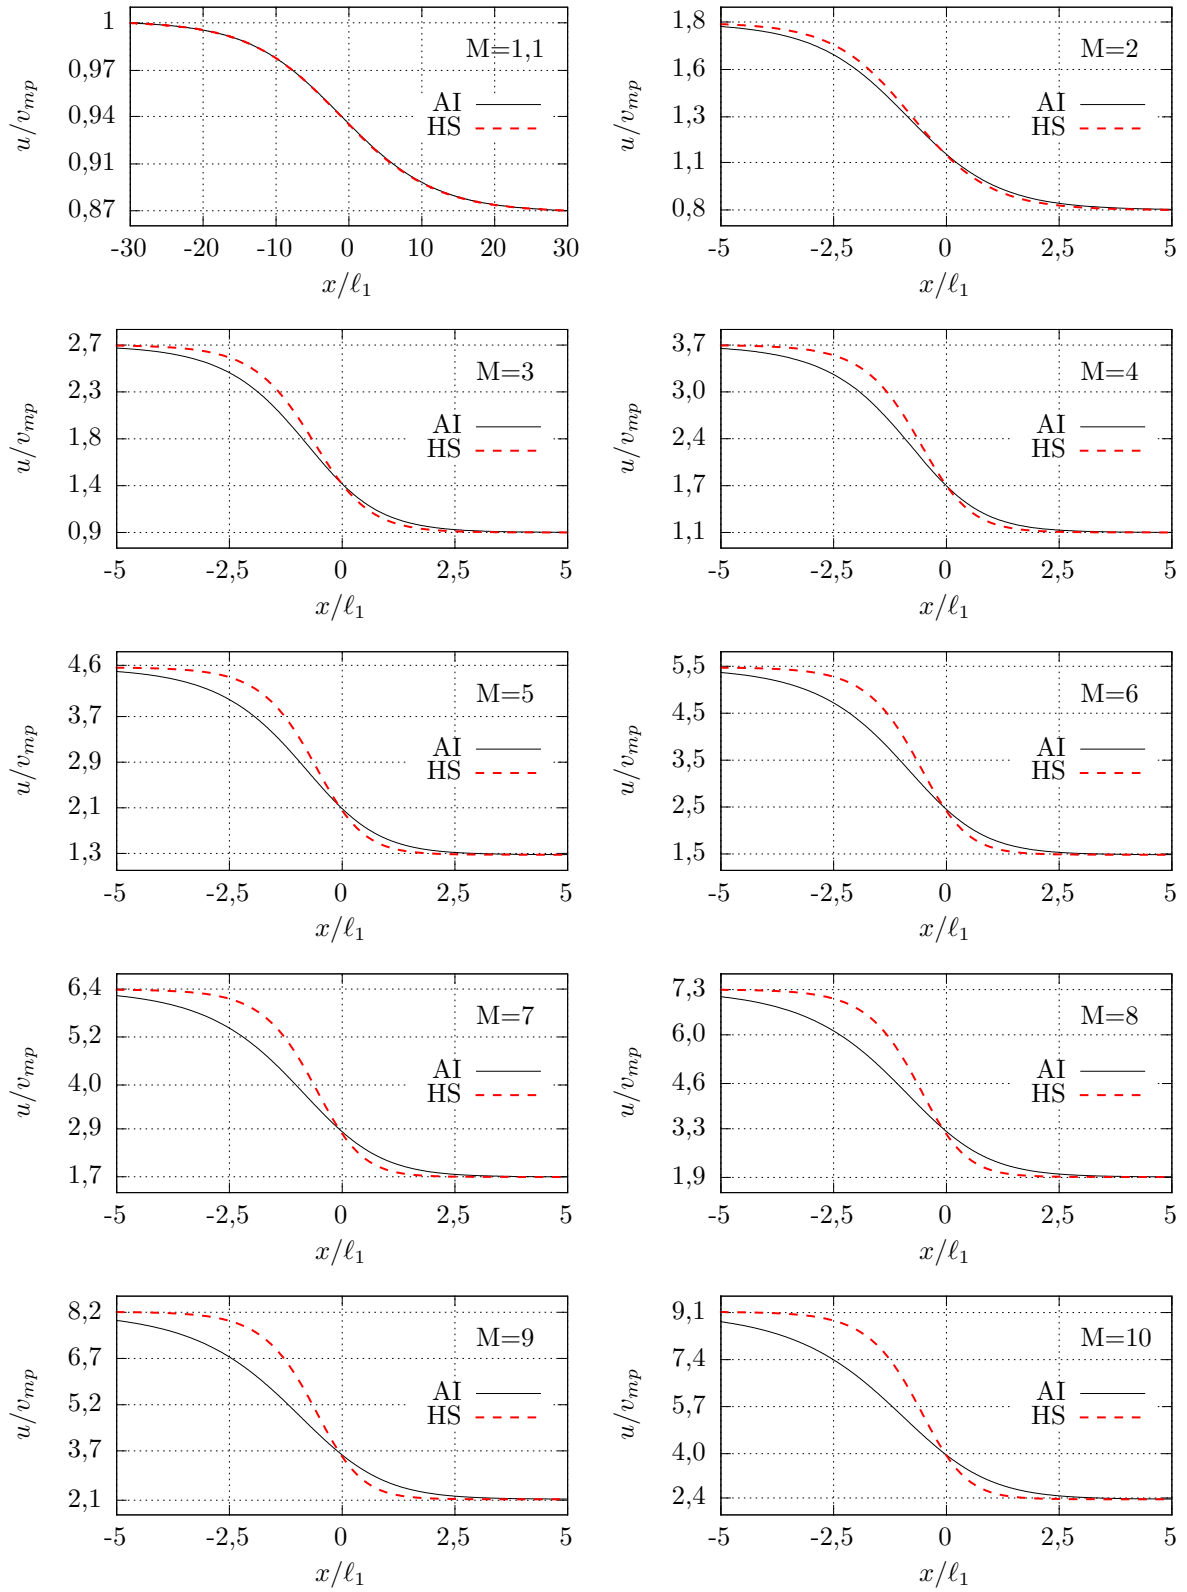 1
0,97
0,94
0,91
0,87
u/v_mp
M=1,1
AI
HS
-30 -20 -10 0 10 20 30
x/ℓ₁
1,8
1,6
1,3
1,1
0,8
u/v_mp
M=2
AI
HS
-5 -2,5 0 2,5 5
x/ℓ₁
2,7
2,3
1,8
1,4
0,9
u/v_mp
M=3
AI
HS
-5 -2,5 0 2,5 5
x/ℓ₁
3,7
3,0
2,4
1,7
1,1
u/v_mp
M=4
AI
HS
-5 -2,5 0 2,5 5
x/ℓ₁
4,6
3,7
2,9
2,1
1,3
u/v_mp
M=5
AI
HS
-5 -2,5 0 2,5 5
x/ℓ₁
5,5
4,5
3,5
2,5
1,5
u/v_mp
M=6
AI
HS
-5 -2,5 0 2,5 5
x/ℓ₁
6,4
5,2
4,0
2,9
1,7
u/v_mp
M=7
AI
HS
-5 -2,5 0 2,5 5
x/ℓ₁
7,3
6,0
4,6
3,3
1,9
u/v_mp
M=8
AI
HS
-5 -2,5 0 2,5 5
x/ℓ₁
8,2
6,7
5,2
3,7
2,1
u/v_mp
M=9
AI
HS
-5 -2,5 0 2,5 5
x/ℓ₁
9,1
7,4
5,7
4,0
2,4
u/v_mp
M=10
AI
HS
-5 -2,5 0 2,5 5
x/ℓ₁